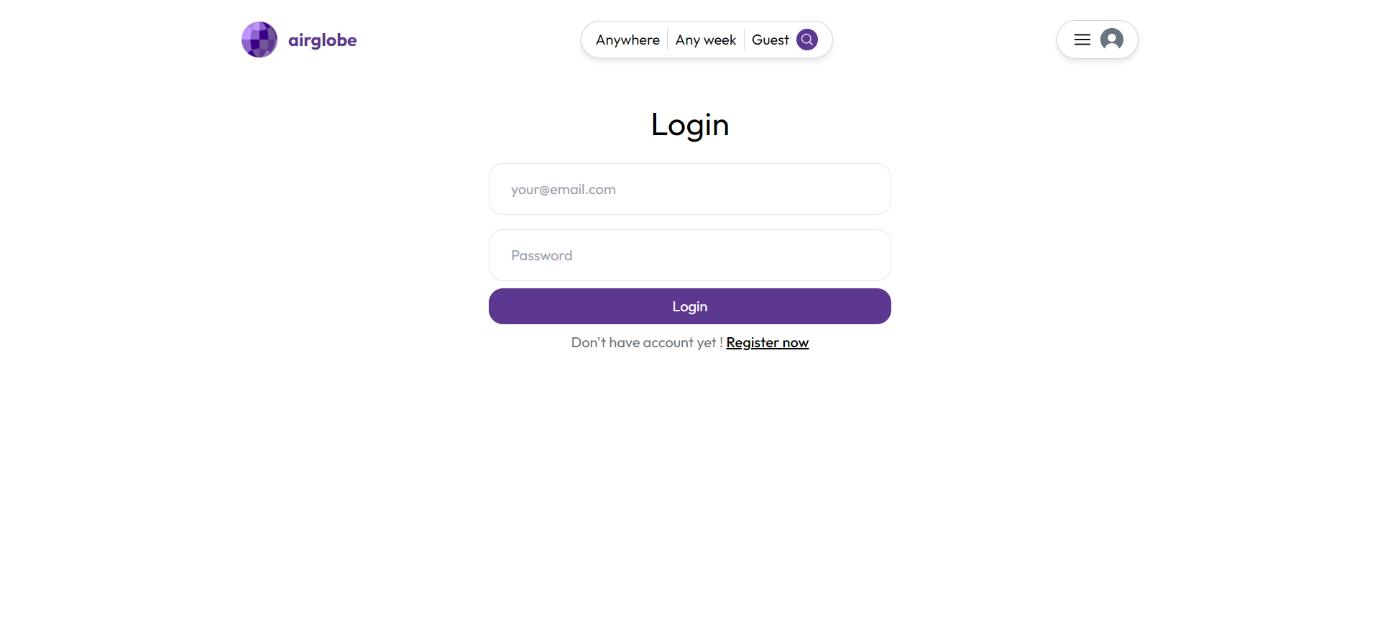 airglobe
Anywhere Any week Guest
Login
your@email.com
Password
Login
Don't have account yet ! Register now